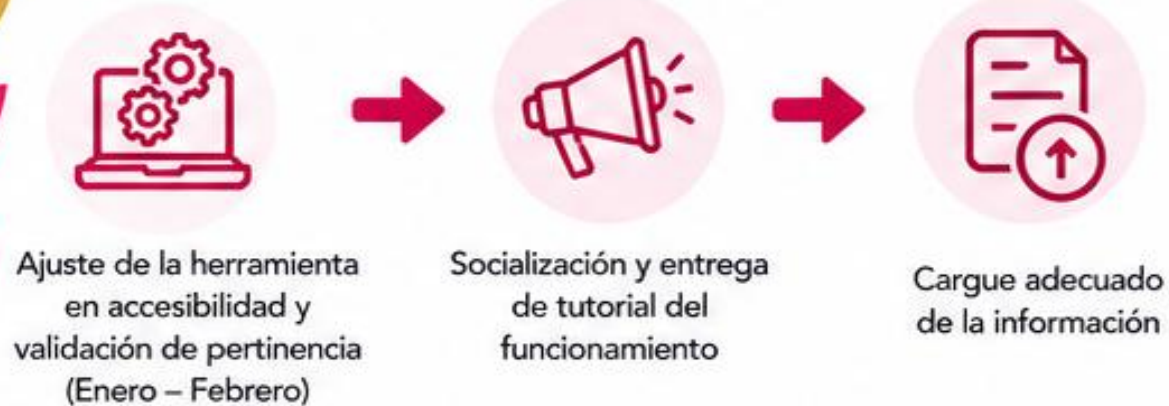 Ajuste de la herramienta
en accesibilidad y
validación de pertinencia
(Enero – Febrero)
Socialización y entrega
de tutorial del
funcionamiento
Cargue adecuado
de la información